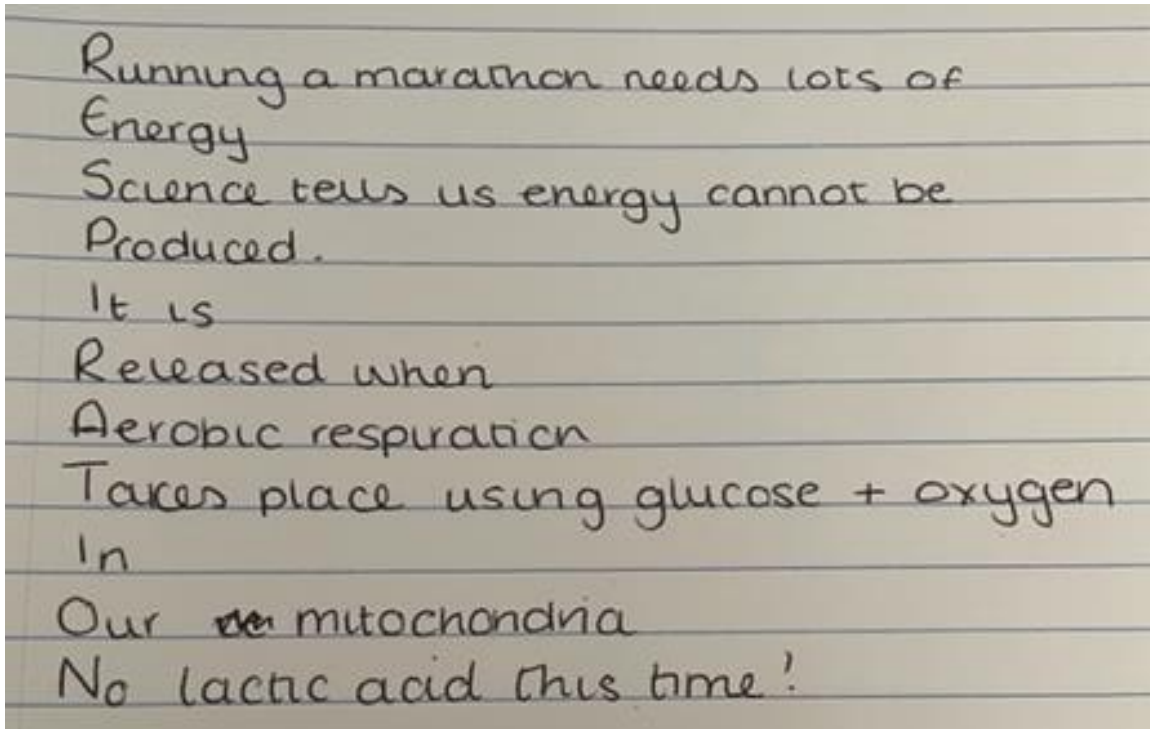 Running a marathon needs lots of
Energy
Science tells us energy cannot be
Produced.
It is
Released when
Aerobic respiration
Takes place using glucose + oxygen
In
Our mitochondria
No lactic acid this time!